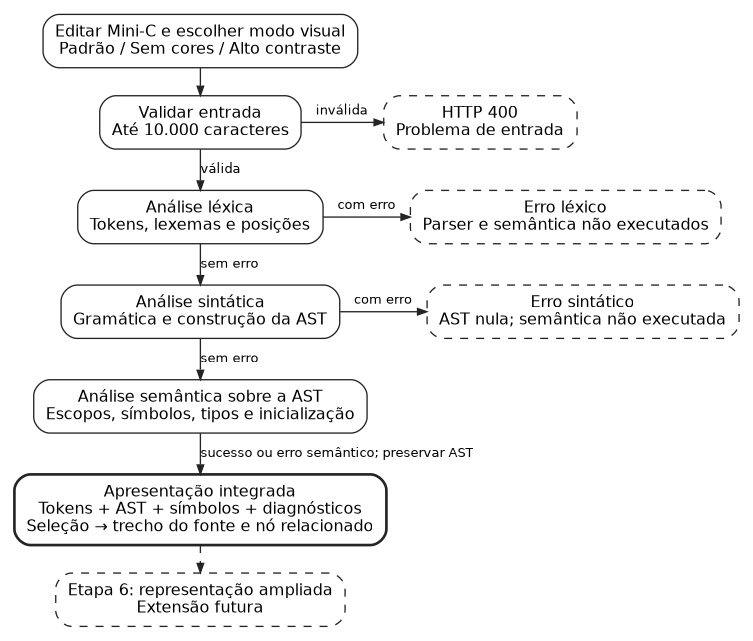 Editar Mini-C e escolher modo visual
Padrão / Sem cores / Alto contraste
Validar entrada
Até 10.000 caracteres
inválida
HTTP 400
Problema de entrada
válida
Análise léxica
Tokens, lexemas e posições
com erro
Erro léxico
Parser e semântica não executados
sem erro
Análise sintática
Gramática e construção da AST
com erro
Erro sintático
AST nula; semântica não executada
sem erro
Análise semântica sobre a AST
Escopos, símbolos, tipos e inicialização
sucesso ou erro semântico; preservar AST
Apresentação integrada
Tokens + AST + símbolos + diagnósticos
Seleção → trecho do fonte e nó relacionado
Etapa 6: representação ampliada
Extensão futura